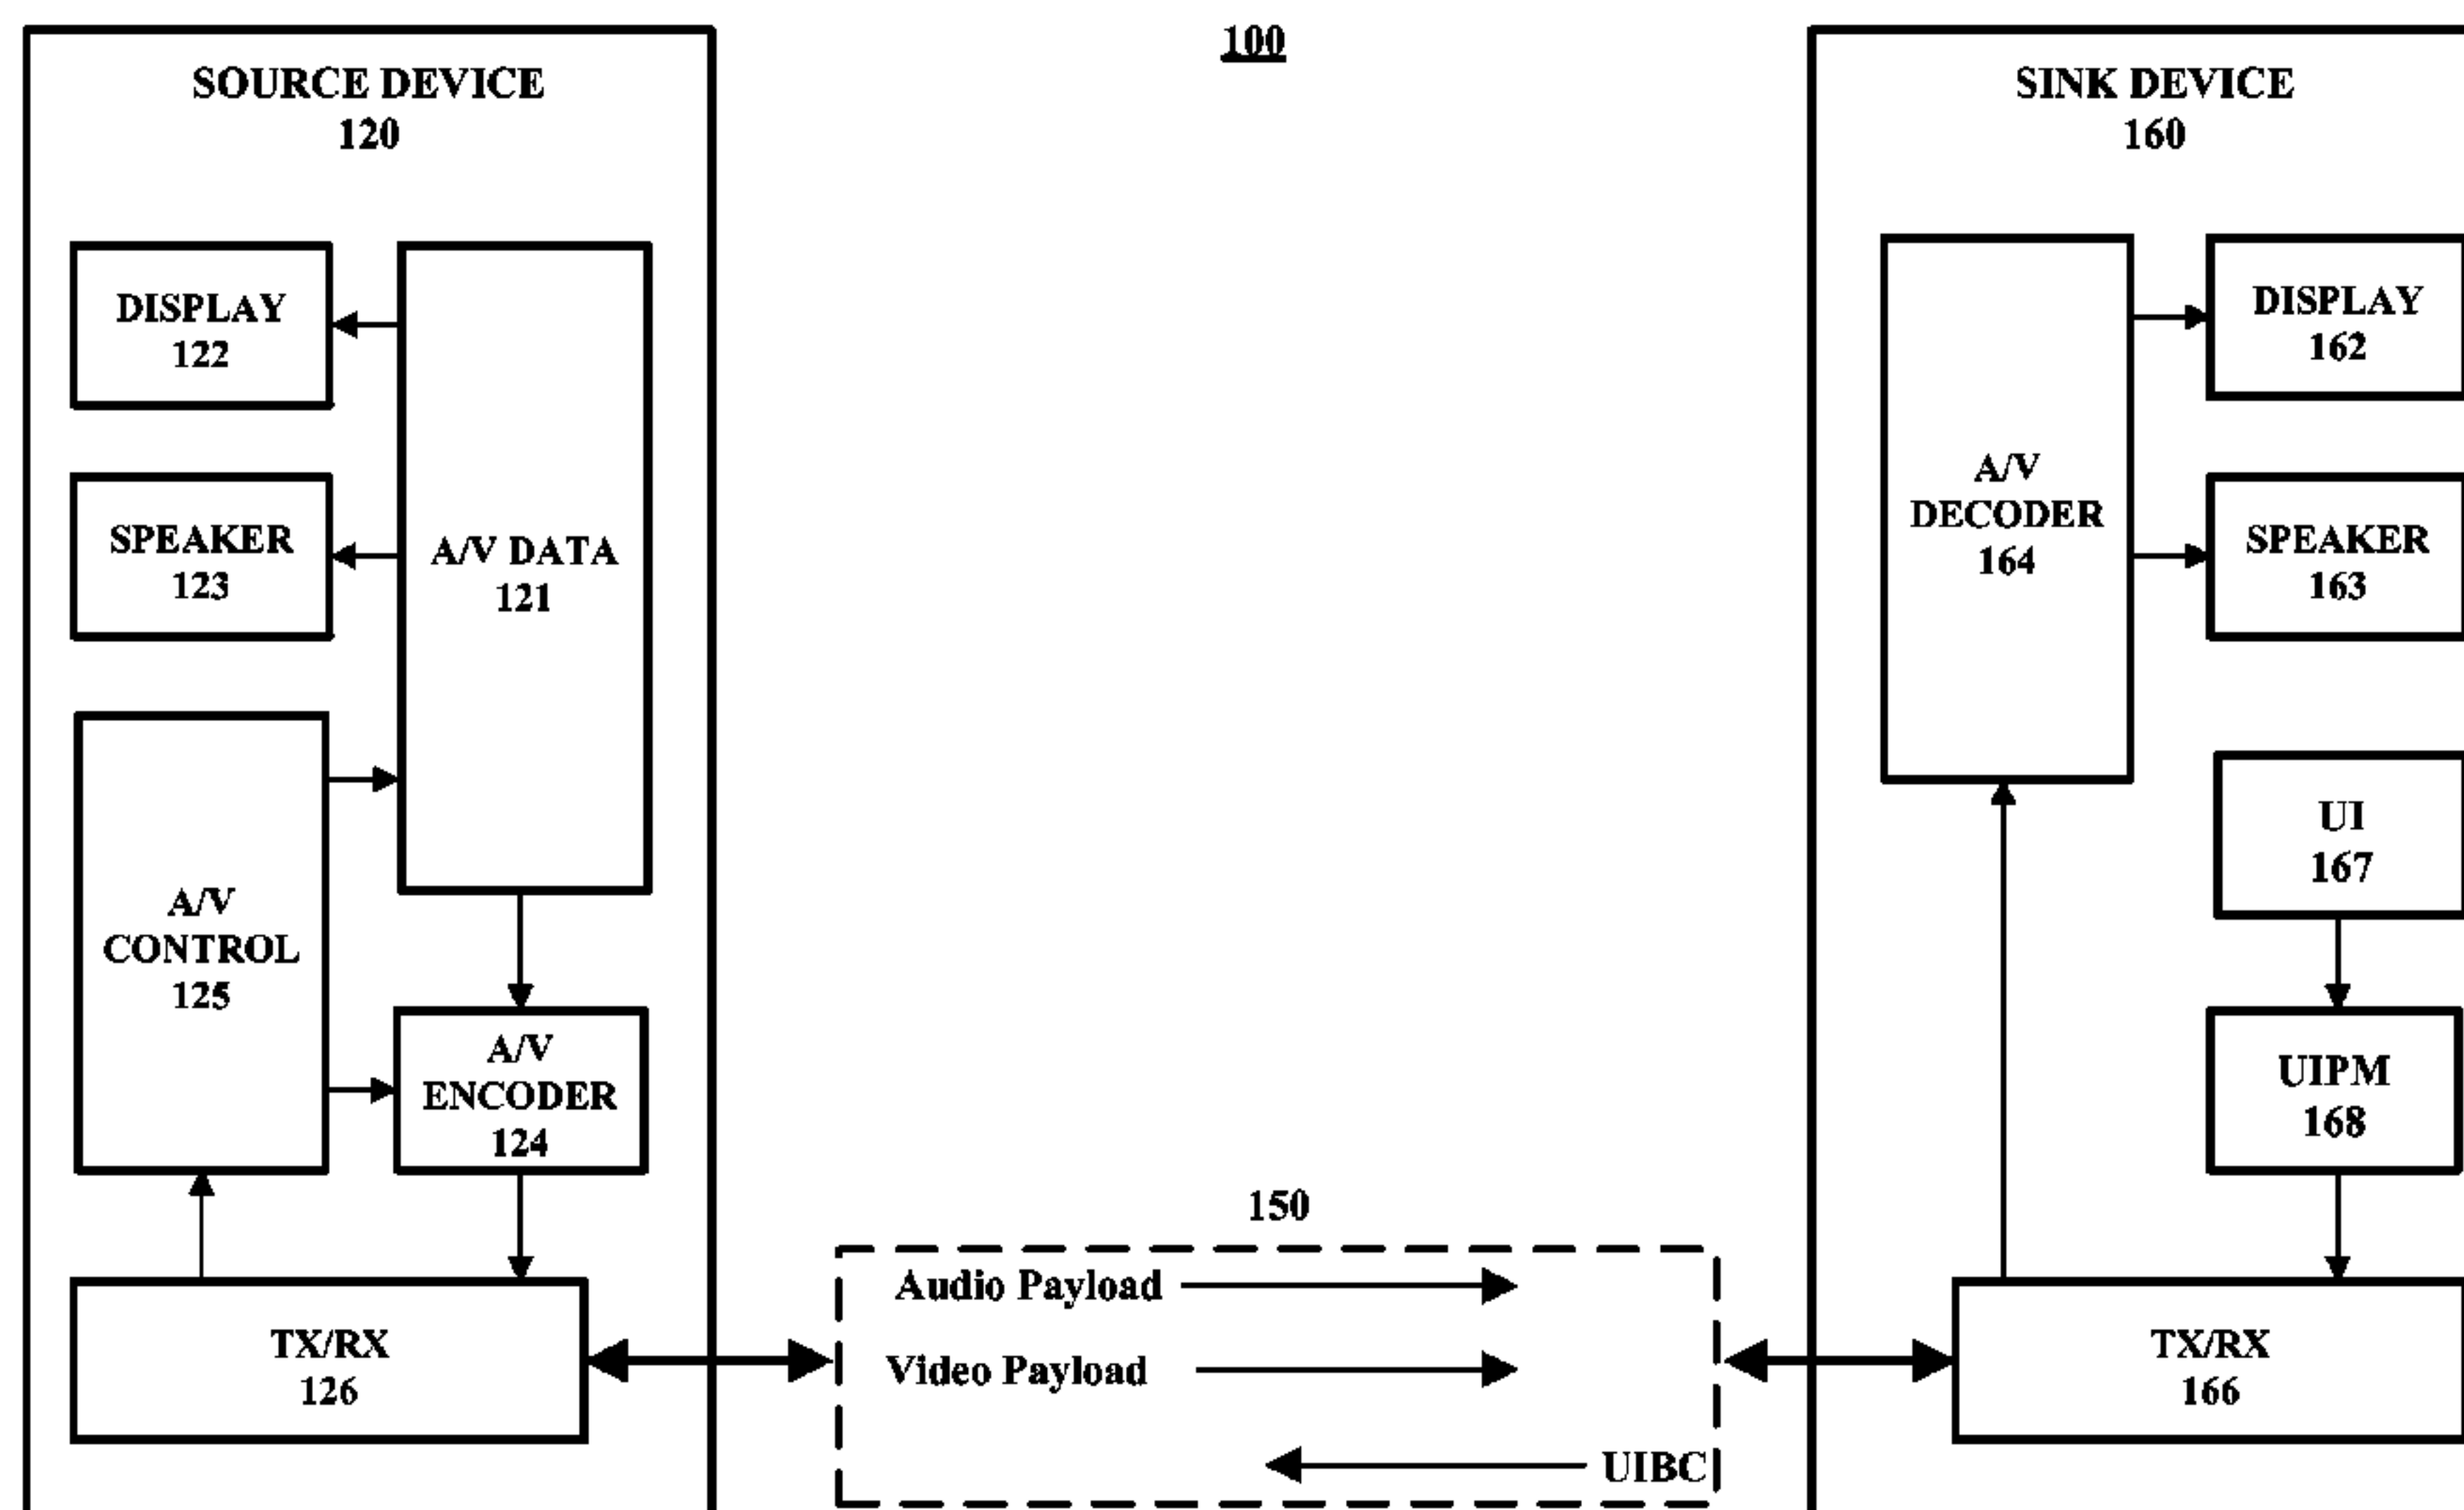 100
SOURCE DEVICE
120
DISPLAY
122
SPEAKER
123
A/V DATA
121
A/V
CONTROL
125
A/V
ENCODER
124
TX/RX
126
150
Audio Payload
Video Payload
UIBC
SINK DEVICE
160
A/V
DECODER
164
DISPLAY
162
SPEAKER
163
UI
167
UIPM
168
TX/RX
166